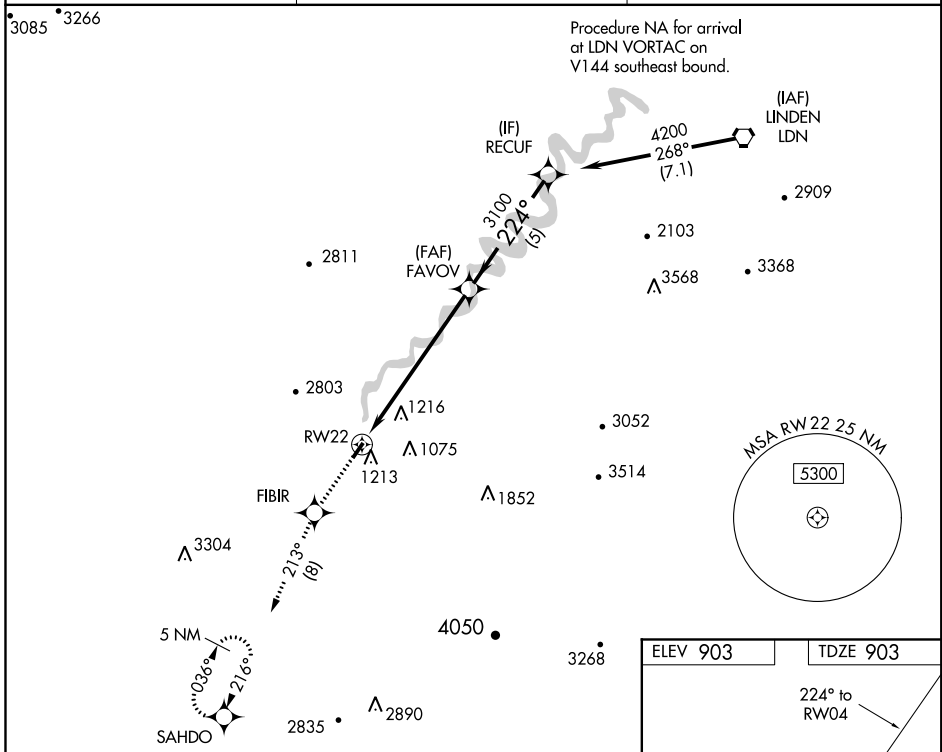 3085
3266
Procedure NA for arrival
at LDN VORTAC on
V144 southeast bound.
(IAF)
LINDEN
LDN
(IF)
RECUF
4200
268°
(7.1)
2909
3100
224°
(5)
2103
2811
(FAF)
FAVOV
3568
3368
2803
1216
RW22
1075
1213
3052
3514
MSA RW 22 25 NM
5300
FIBIR
1852
3304
213°
(8)
4050
5 NM
036°
216°
3268
SAHDO
2835
2890
ELEV 903
TDZE 903
224° to
RW04